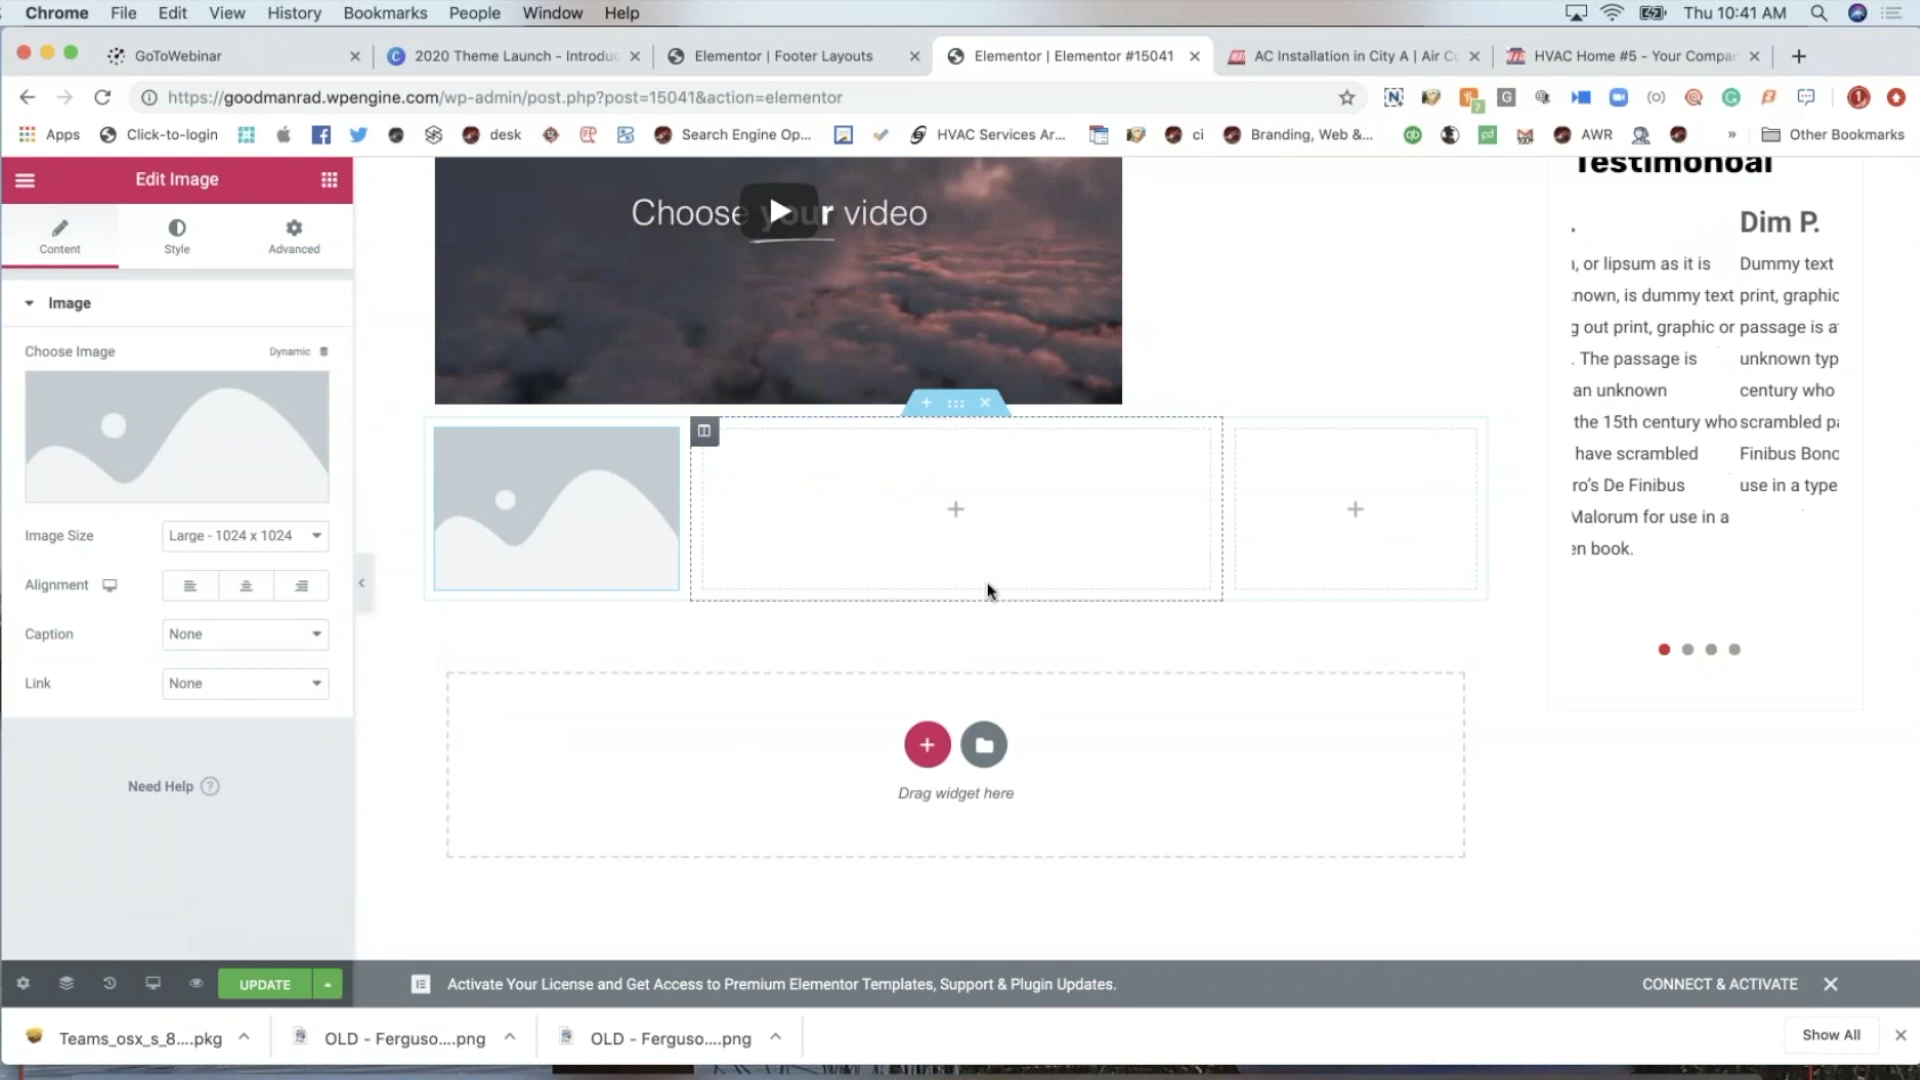 Chrome File Edit View History Bookmarks People Window Help Thu 10:41 AM
GoToWebinar 2020 Theme Launch - Introduc Elementor | Footer Layouts Elementor | Elementor #15041 AC Installation in City A | Air Co HVAC Home #5 - Your Compan
https://goodmanrad.wpengine.com/wp-admin/post.php?post=15041&action=elementor
Apps Click-to-login desk Search Engine Op... HVAC Services Ar... ci Branding, Web &... AWR » Other Bookmarks
Edit Image
Content Style Advanced
Image
Choose Image Dynamic
Image Size Large - 1024 x 1024
Alignment
Caption None
Link None
Need Help ?
UPDATE
Choose your video
Testimonoal
. Dim P.
, or lipsum as it is Dummy text
nown, is dummy text print, graphic
g out print, graphic or passage is a
. The passage is unknown typ
an unknown century who
the 15th century who scrambled pa
have scrambled Finibus Bono
ro's De Finibus use in a type
Malorum for use in a
en book.
Drag widget here
Activate Your License and Get Access to Premium Elementor Templates, Support & Plugin Updates. CONNECT & ACTIVATE
Teams_osx_s_8....pkg OLD - Ferguso....png OLD - Ferguso....png Show All